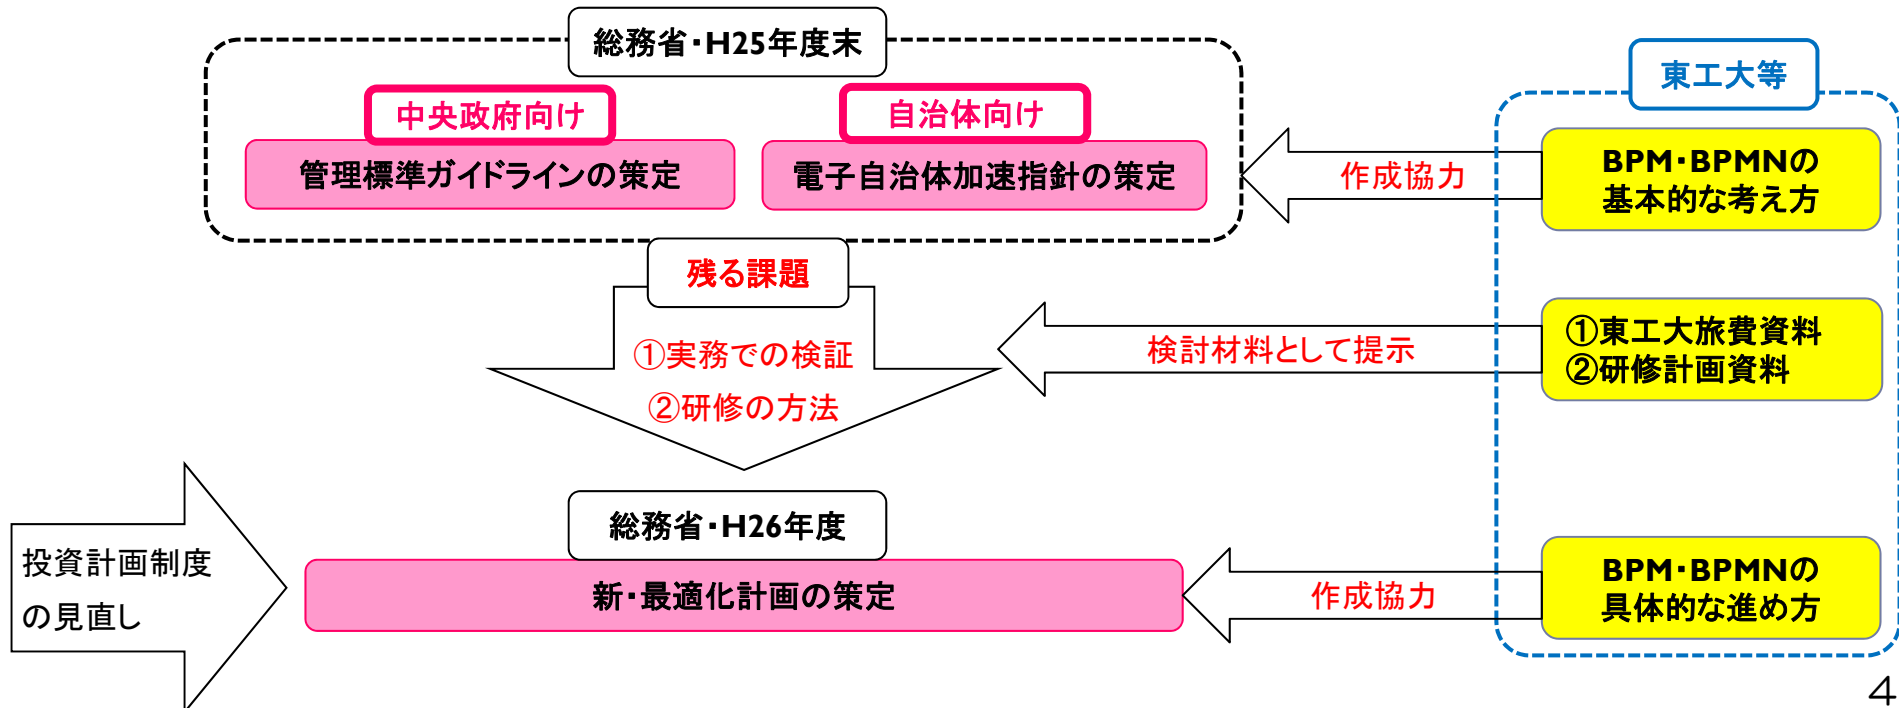 総務省・H25年度末
中央政府向け
管理標準ガイドラインの策定
自治体向け
電子自治体加速指針の策定
東工大等
作成協力
BPM・BPMNの
基本的な考え方
残る課題
①実務での検証
②研修の方法
検討材料として提示
①東工大旅費資料
②研修計画資料
投資計画制度
の見直し
総務省・H26年度
新・最適化計画の策定
作成協力
BPM・BPMNの
具体的な進め方
4